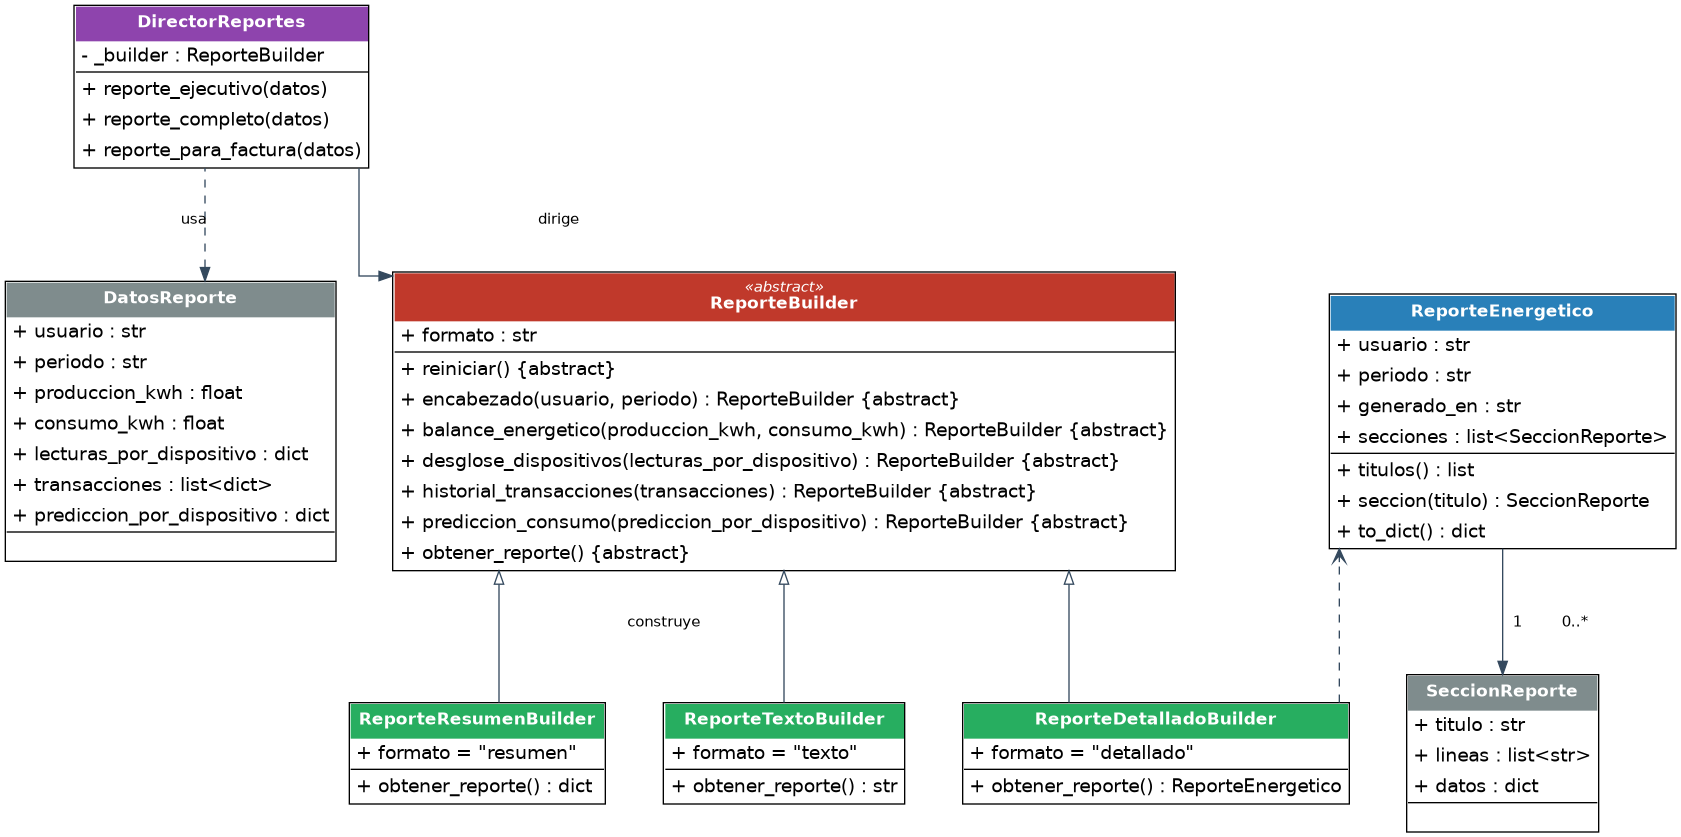 DirectorReportes
- _builder : ReporteBuilder
+ reporte_ejecutivo(datos)
+ reporte_completo(datos)
+ reporte_para_factura(datos)
usa
dirige
DatosReporte
+ usuario : str
+ periodo : str
+ produccion_kwh : float
+ consumo_kwh : float
+ lecturas_por_dispositivo : dict
+ transacciones : list<dict>
+ prediccion_por_dispositivo : dict
«abstract»
ReporteBuilder
+ formato : str
+ reiniciar() {abstract}
+ encabezado(usuario, periodo) : ReporteBuilder {abstract}
+ balance_energetico(produccion_kwh, consumo_kwh) : ReporteBuilder {abstract}
+ desglose_dispositivos(lecturas_por_dispositivo) : ReporteBuilder {abstract}
+ historial_transacciones(transacciones) : ReporteBuilder {abstract}
+ prediccion_consumo(prediccion_por_dispositivo) : ReporteBuilder {abstract}
+ obtener_reporte() {abstract}
ReporteEnergetico
+ usuario : str
+ periodo : str
+ generado_en : str
+ secciones : list<SeccionReporte>
+ titulos() : list
+ seccion(titulo) : SeccionReporte
+ to_dict() : dict
construye
1
0..*
ReporteResumenBuilder
+ formato = "resumen"
+ obtener_reporte() : dict
ReporteTextoBuilder
+ formato = "texto"
+ obtener_reporte() : str
ReporteDetalladoBuilder
+ formato = "detallado"
+ obtener_reporte() : ReporteEnergetico
SeccionReporte
+ titulo : str
+ lineas : list<str>
+ datos : dict